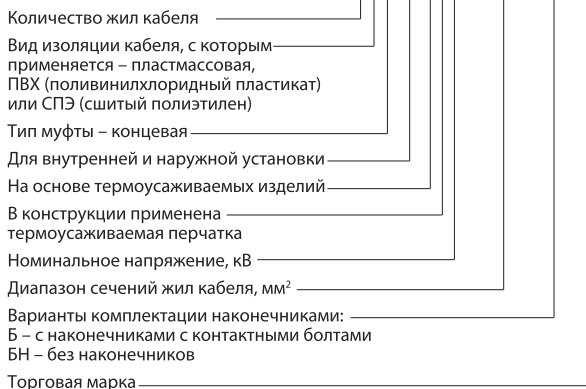 Количество жил кабеля
Вид изоляции кабеля, с которым
применяется – пластмассовая,
ПВХ (поливинилхлоридный пластикат)
или СПЭ (сшитый полиэтилен)
Тип муфты – концевая
Для внутренней и наружной установки
На основе термоусаживаемых изделий
В конструкции применена
термоусаживаемая перчатка
Номинальное напряжение, кВ
Диапазон сечений жил кабеля, мм²
Варианты комплектации наконечниками:
Б – с наконечниками с контактными болтами
БН – без наконечников
Торговая марка